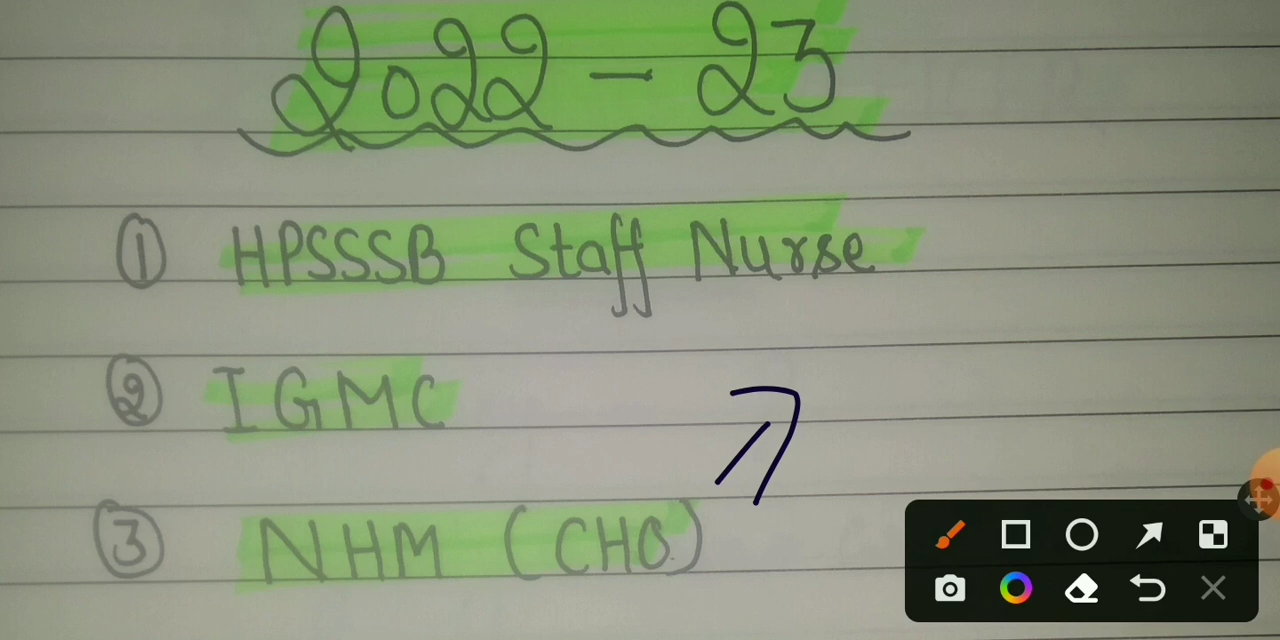 2022 - 23
① HPSSSB Staff Nurse
② IGMC
③ NHM (CHO)